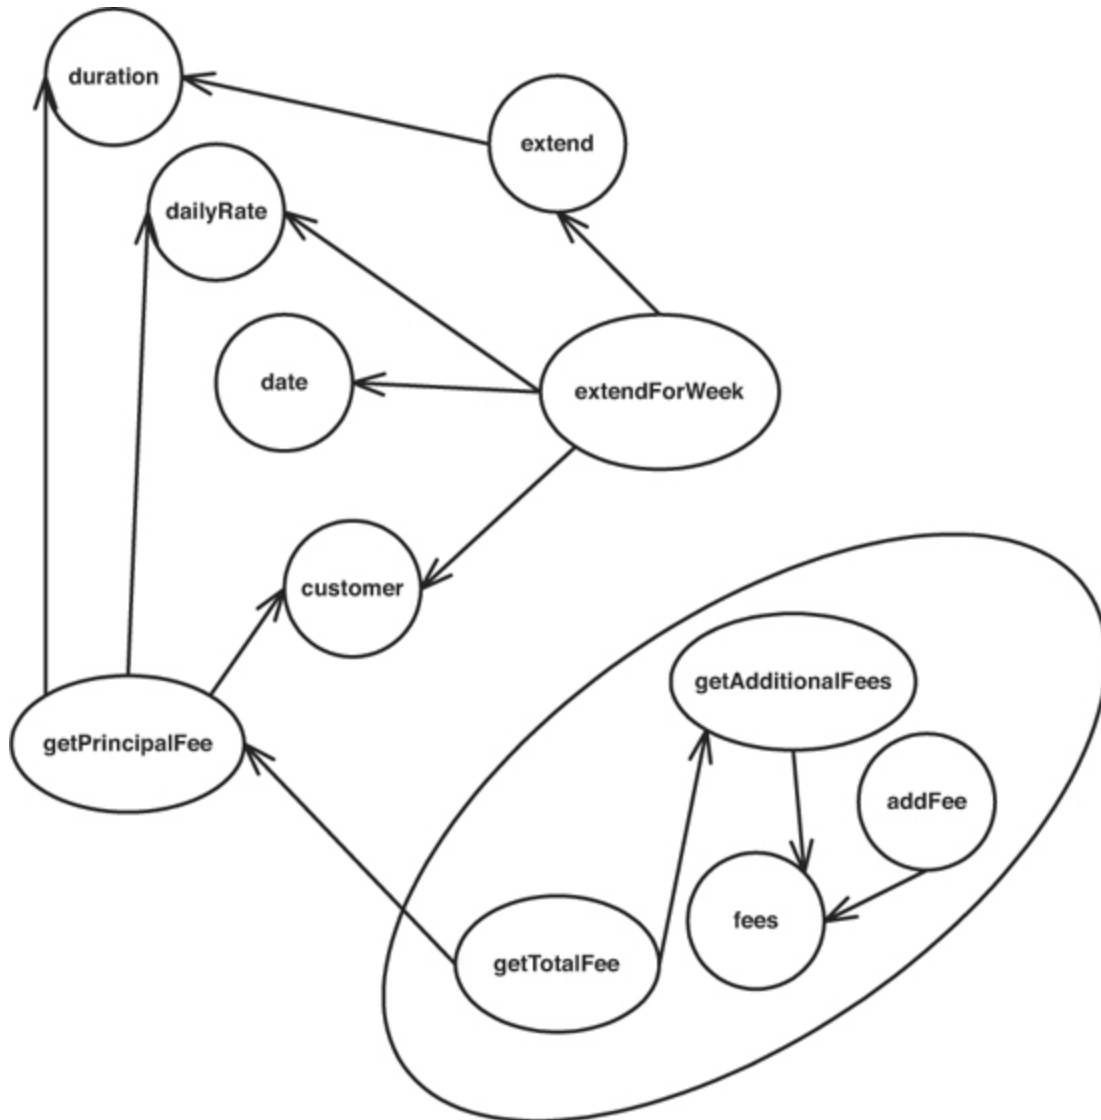 duration
extend
dailyRate
date
extendForWeek
customer
getAdditionalFees
getPrincipalFee
addFee
fees
getTotalFee